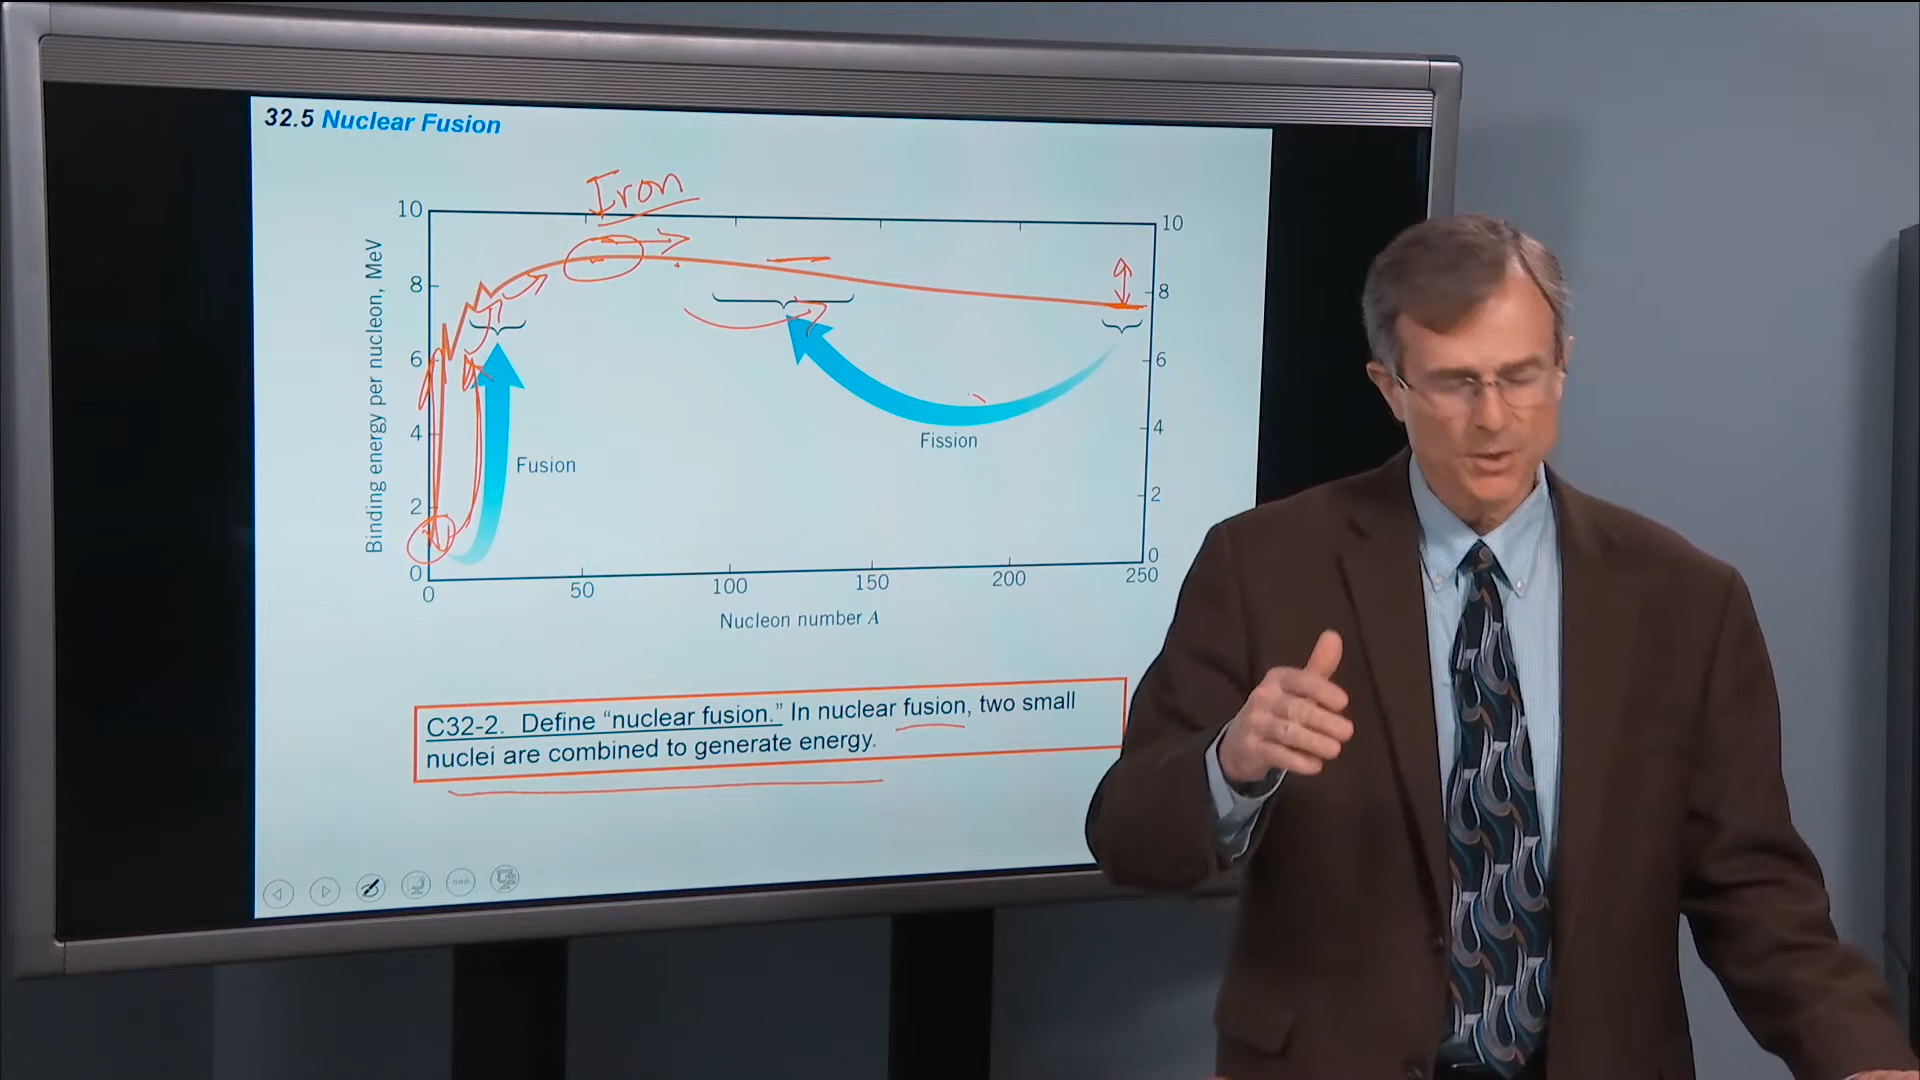 32.5 Nuclear Fusion
Iron
10
8
6
4
2
0
Binding energy per nucleon, MeV
10
8
6
4
2
0
Fusion
Fission
0
50
100
150
200
250
Nucleon number A
C32-2. Define “nuclear fusion.” In nuclear fusion, two small
nuclei are combined to generate energy.